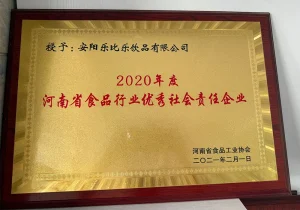 授予：安阳乐比乐饮品有限公司
2020年度
河南省食品行业优秀社会责任企业
河南省食品工业协会
二〇二一年二月一日